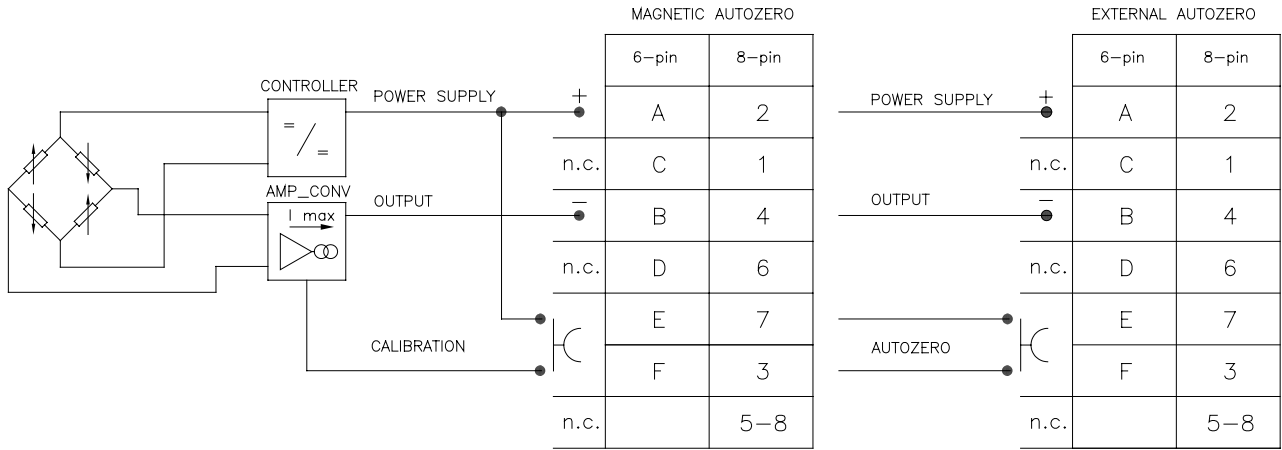 MAGNETIC AUTOZERO
EXTERNAL AUTOZERO
6-pin 8-pin
6-pin 8-pin
CONTROLLER
= / =
POWER SUPPLY
+ A 2
POWER SUPPLY
+ A 2
n.c. C 1
n.c. C 1
AMP_CONV
I max
OUTPUT
− B 4
OUTPUT
− B 4
n.c. D 6
n.c. D 6
E 7
E 7
CALIBRATION
F 3
AUTOZERO
F 3
n.c. 5-8
n.c. 5-8